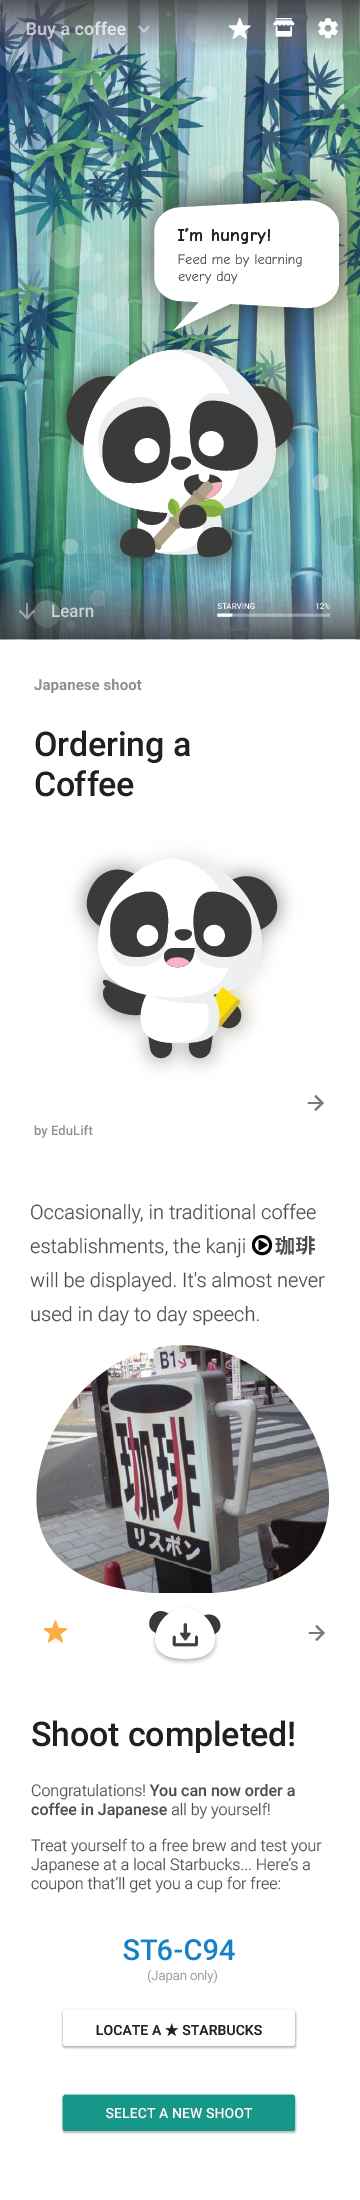 Buy a coffee
I'm hungry!
Feed me by learning
every day
Learn
STARVING 12%
Japanese shoot
Ordering a
Coffee
by EduLift
Occasionally, in traditional coffee
establishments, the kanji 珈琲
will be displayed. It's almost never
used in day to day speech.
B1
珈琲
リスボン
Shoot completed!
Congratulations! You can now order a
coffee in Japanese all by yourself!
Treat yourself to a free brew and test your
Japanese at a local Starbucks... Here's a
coupon that'll get you a cup for free:
ST6-C94
(Japan only)
LOCATE A ★ STARBUCKS
SELECT A NEW SHOOT